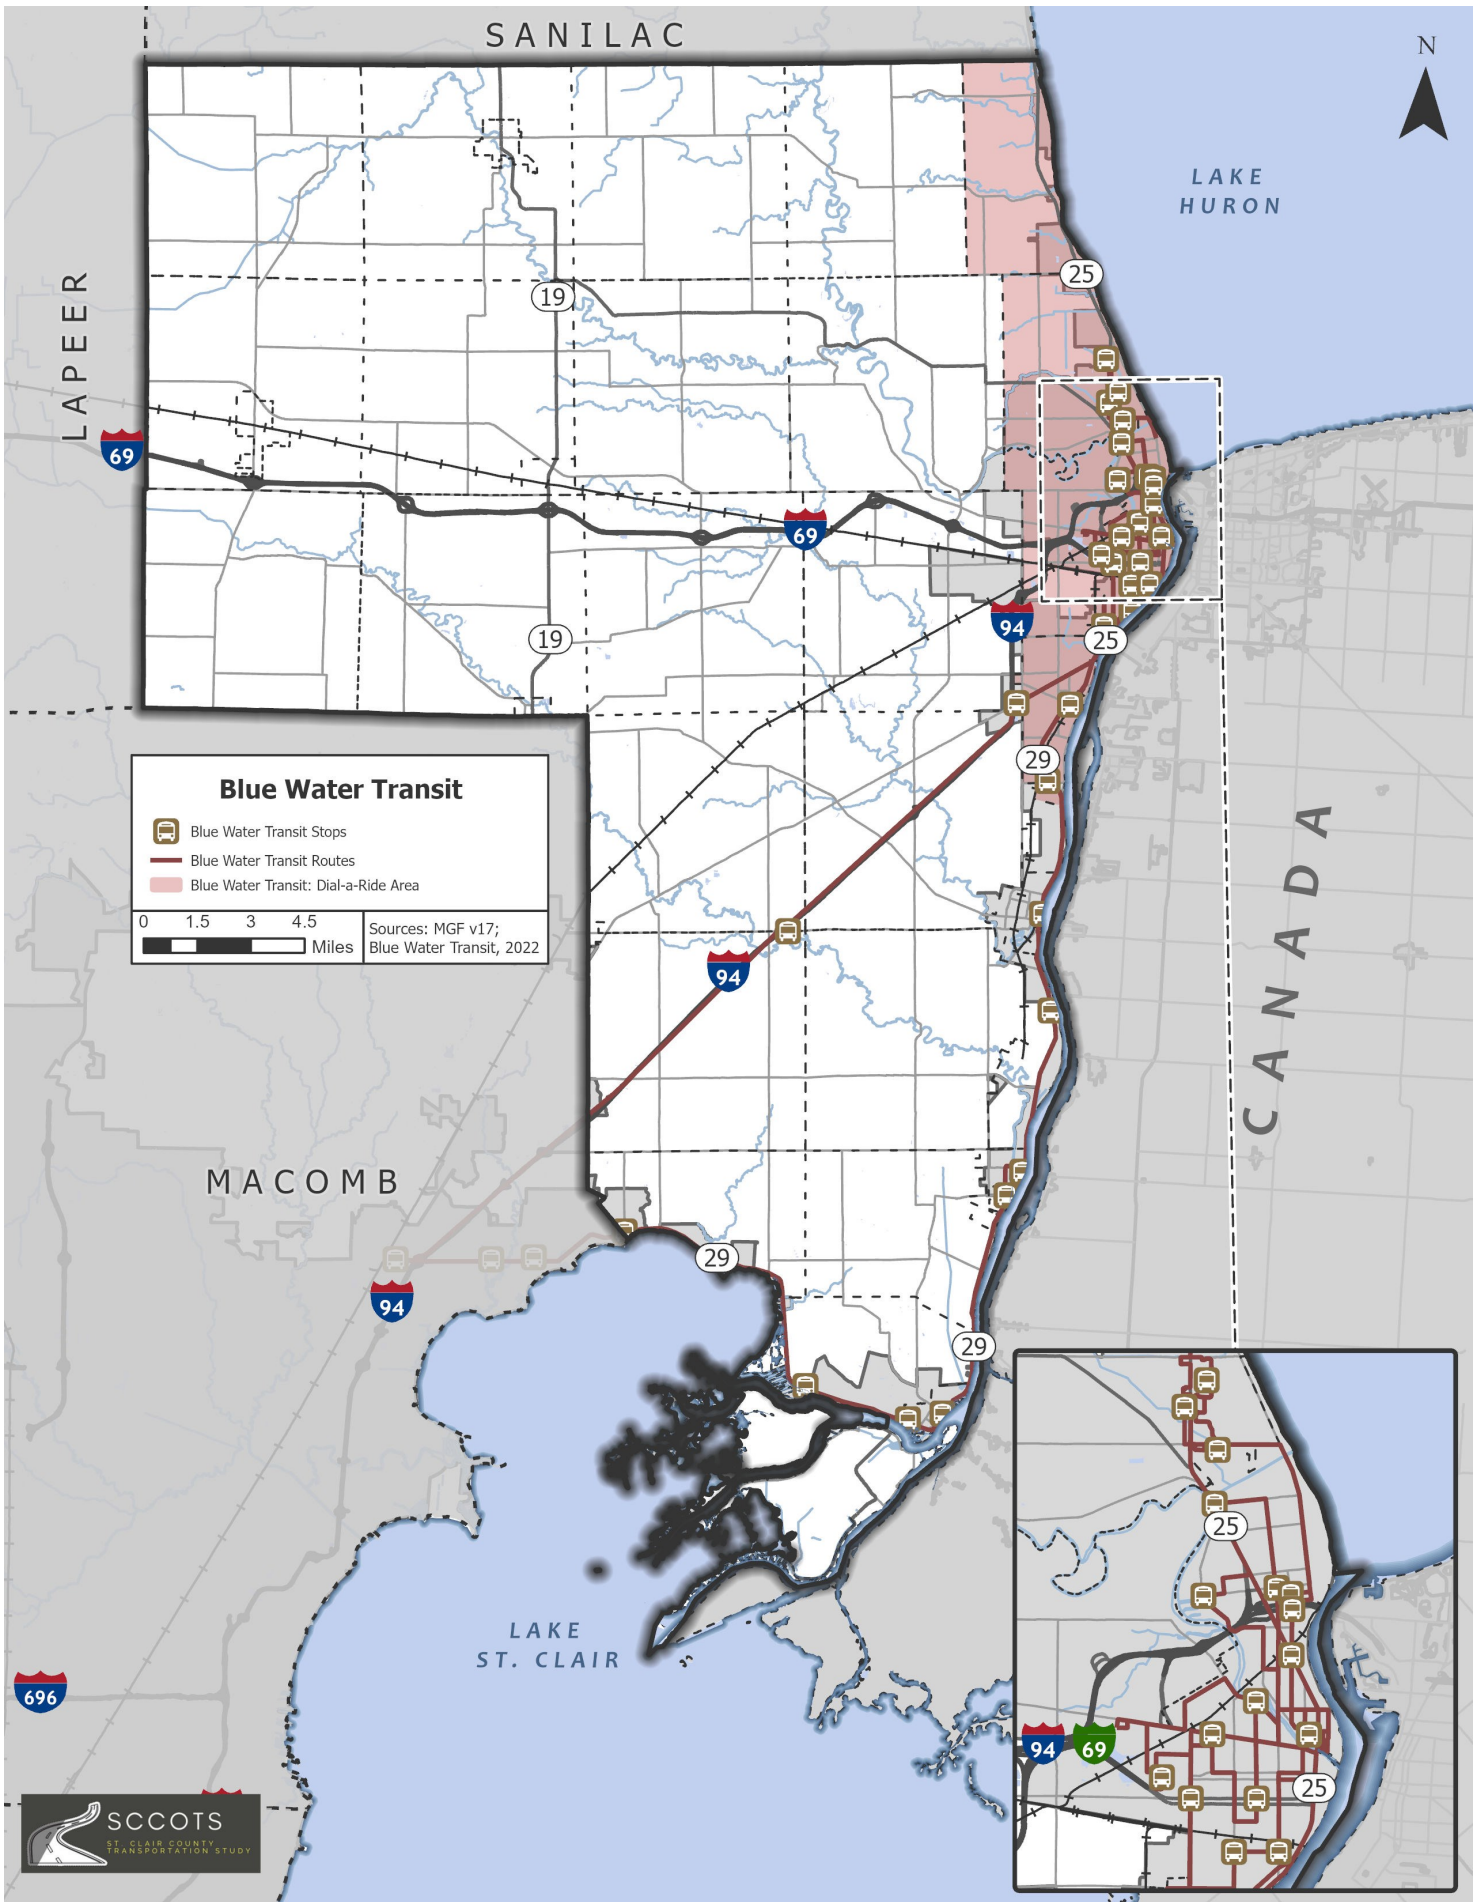 SANILAC
N
LAKE
HURON
25
19
LAPEER
69
69
94
19
25
29
Blue Water Transit
Blue Water Transit Stops
Blue Water Transit Routes
Blue Water Transit: Dial-a-Ride Area
0 1.5 3 4.5
Miles
Sources: MGF v17;
Blue Water Transit, 2022
CANADA
94
MACOMB
29
94
29
25
LAKE
ST. CLAIR
696
94
69
25
SCCOTS
ST. CLAIR COUNTY
TRANSPORTATION STUDY